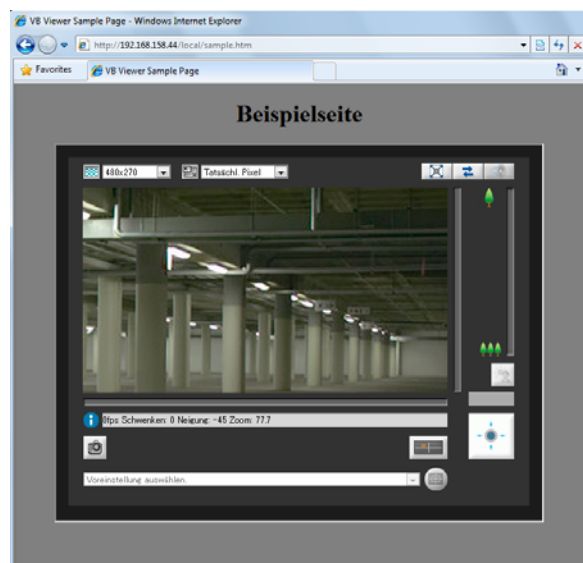 VB Viewer Sample Page - Windows Internet Explorer
http://192.168.158.44/local/sample.htm
Favorites
VB Viewer Sample Page
Beispielseite
480x270
Tatsächl. Pixel
0fps Schwenken: 0 Neigung: -45 Zoom: 77.7
Voreinstellung auswählen.